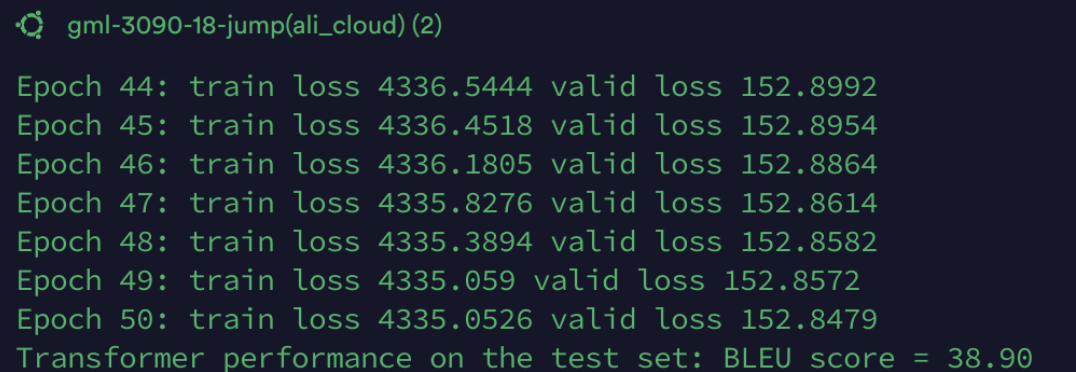 gml-3090-18-jump(ali_cloud) (2)
Epoch 44: train loss 4336.5444 valid loss 152.8992
Epoch 45: train loss 4336.4518 valid loss 152.8954
Epoch 46: train loss 4336.1805 valid loss 152.8864
Epoch 47: train loss 4335.8276 valid loss 152.8614
Epoch 48: train loss 4335.3894 valid loss 152.8582
Epoch 49: train loss 4335.059 valid loss 152.8572
Epoch 50: train loss 4335.0526 valid loss 152.8479
Transformer performance on the test set: BLEU score = 38.90